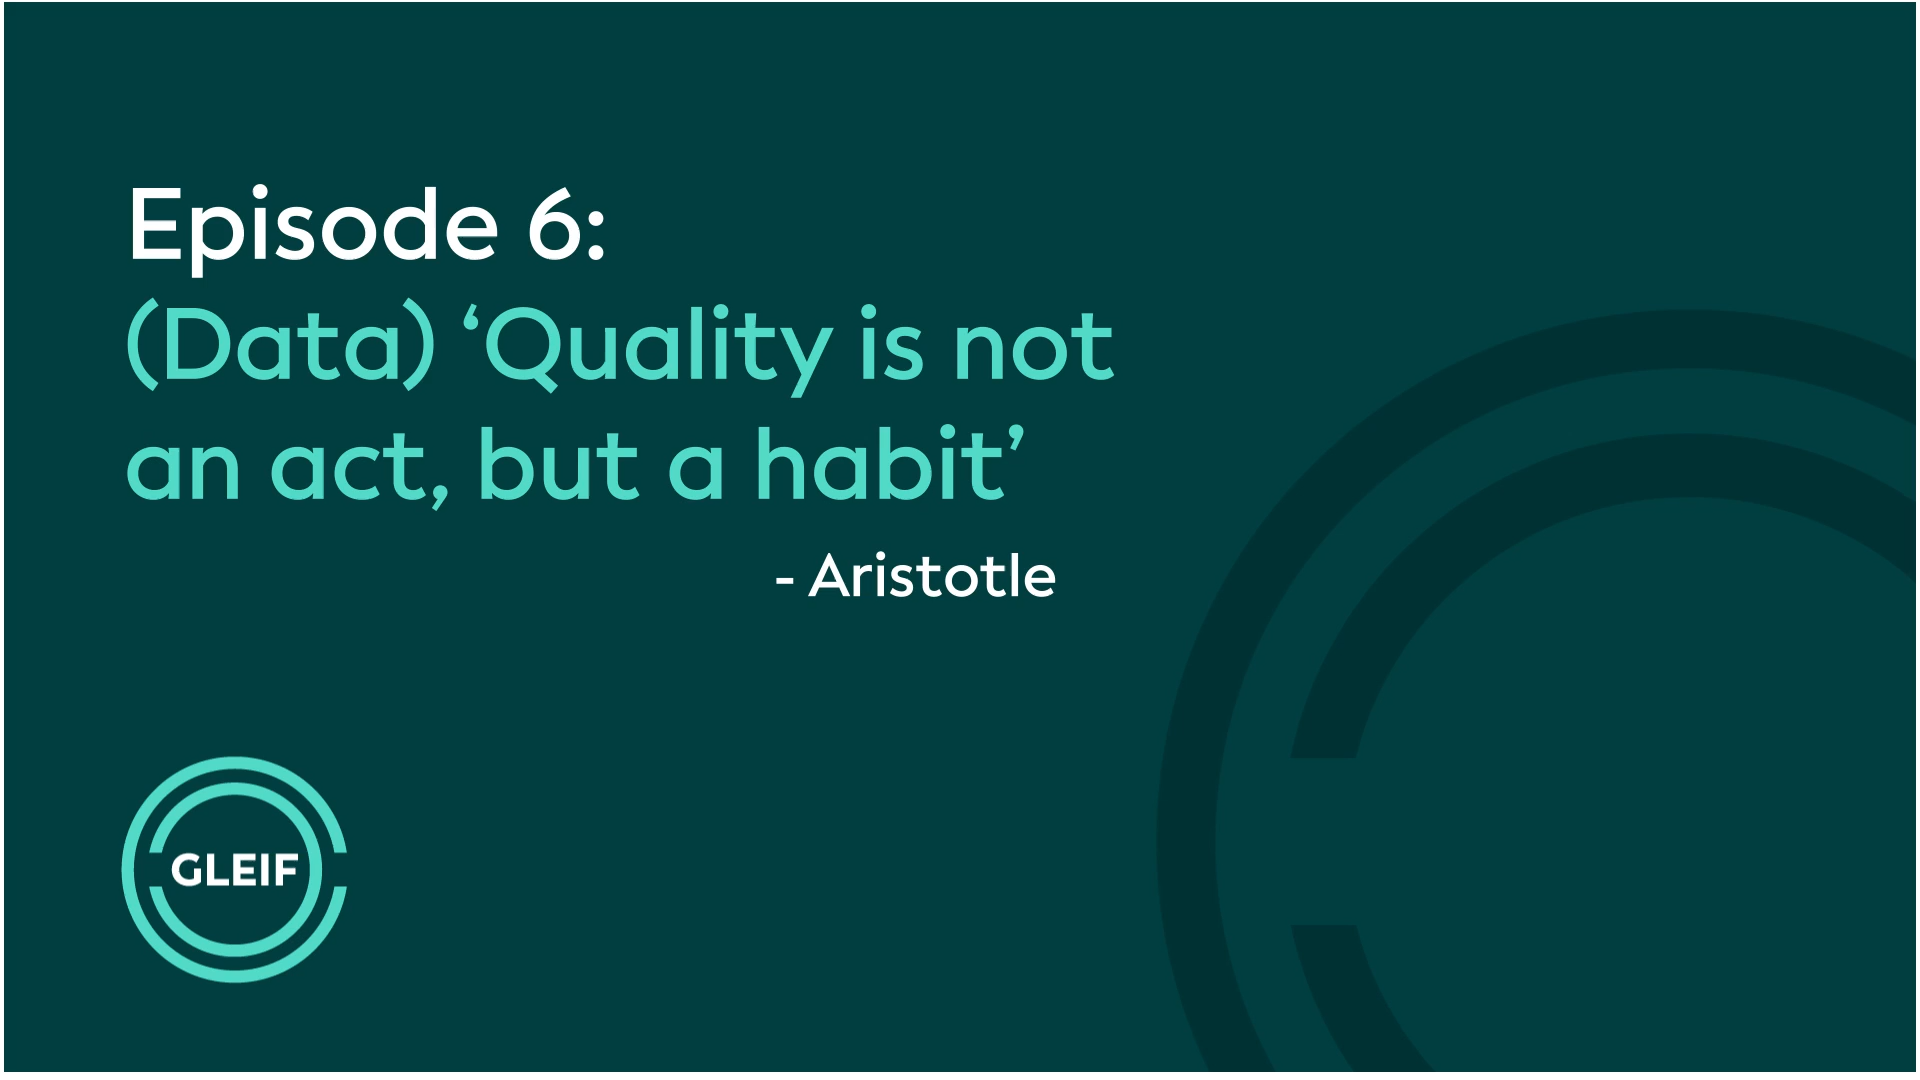 Episode 6:
(Data) ‘Quality is not
an act, but a habit’
- Aristotle
GLEIF